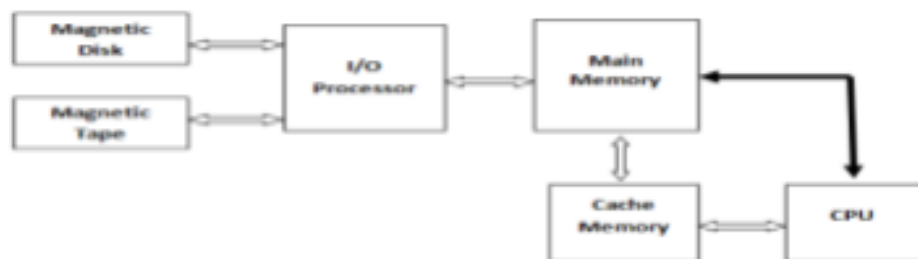 Magnetic
Disk
I/O
Processor
Main
Memory
Magnetic
Tape
Cache
Memory
CPU